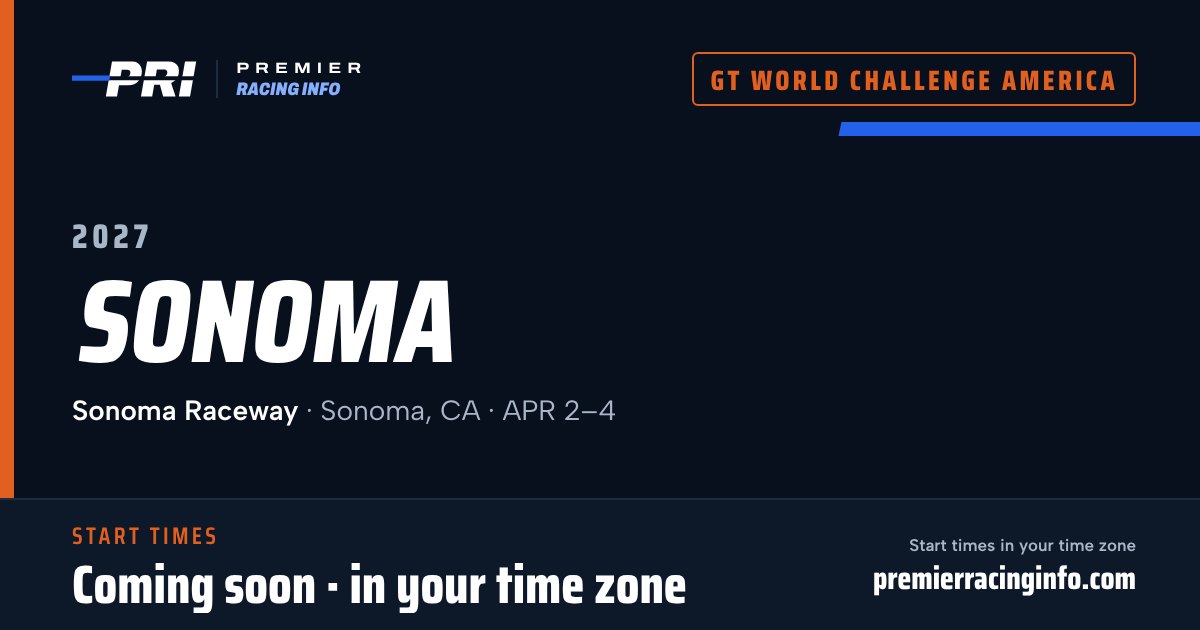 PRI
PREMIER
RACING INFO
GT WORLD CHALLENGE AMERICA
2027
SONOMA
Sonoma Raceway · Sonoma, CA · APR 2–4
START TIMES
Coming soon · in your time zone
Start times in your time zone
premierracinginfo.com